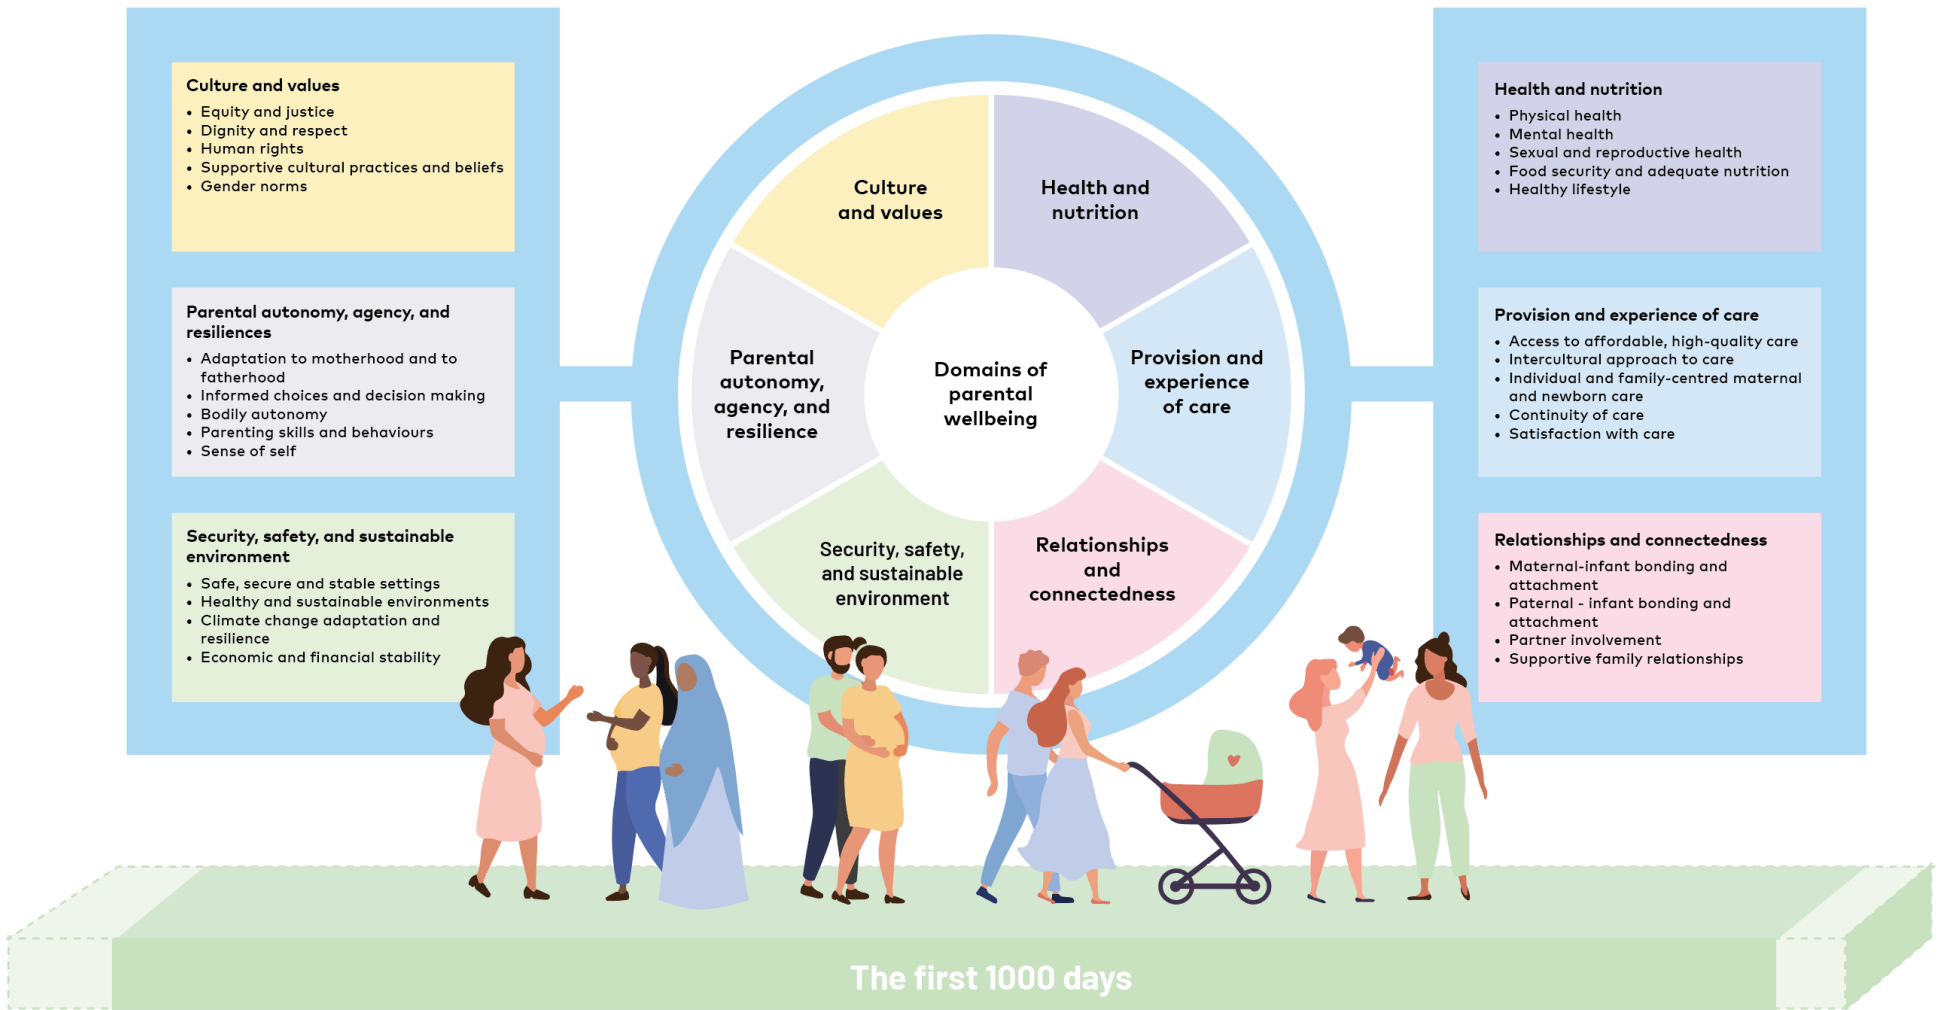 Culture and values
• Equity and justice
• Dignity and respect
• Human rights
• Supportive cultural practices and beliefs
• Gender norms
Parental autonomy, agency, and
resiliences
• Adaptation to motherhood and to
fatherhood
• Informed choices and decision making
• Bodily autonomy
• Parenting skills and behaviours
• Sense of self
Security, safety, and sustainable
environment
• Safe, secure and stable settings
• Healthy and sustainable environments
• Climate change adaptation and
resilience
• Economic and financial stability
Culture
and values
Health and
nutrition
Parental
autonomy,
agency, and
resilience
Domains of
parental
wellbeing
Provision and
experience
of care
Security, safety,
and sustainable
environment
Relationships
and
connectedness
Health and nutrition
• Physical health
• Mental health
• Sexual and reproductive health
• Food security and adequate nutrition
• Healthy lifestyle
Provision and experience of care
• Access to affordable, high-quality care
• Intercultural approach to care
• Individual and family-centred maternal
and newborn care
• Continuity of care
• Satisfaction with care
Relationships and connectedness
• Maternal-infant bonding and
attachment
• Paternal - infant bonding and
attachment
• Partner involvement
• Supportive family relationships
The first 1000 days